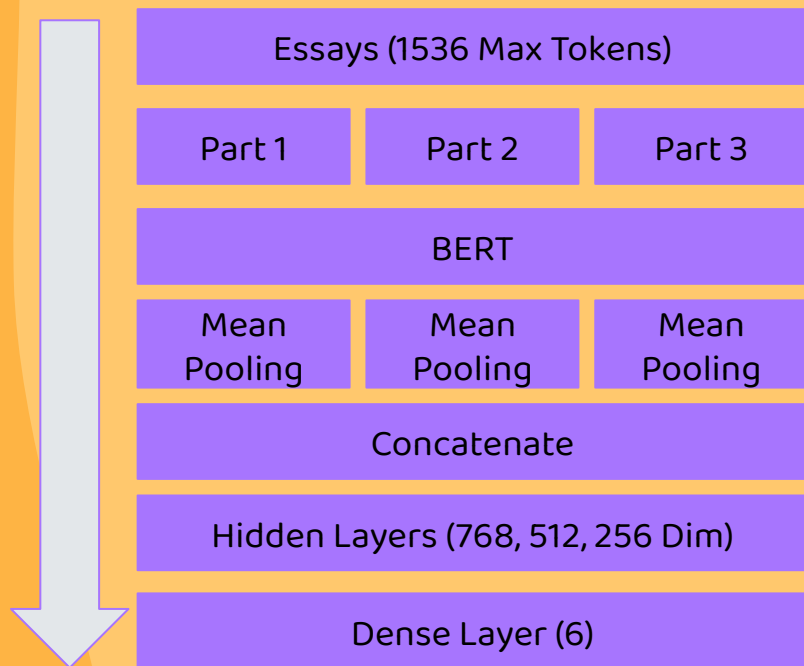 Essays (1536 Max Tokens)
Part 1
Part 2
Part 3
BERT
Mean
Pooling
Mean
Pooling
Mean
Pooling
Concatenate
Hidden Layers (768, 512, 256 Dim)
Dense Layer (6)